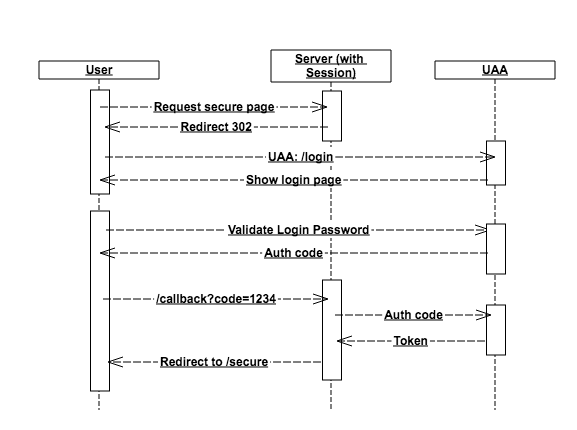 User
Server (with
Session)
UAA
Request secure page
Redirect 302
UAA: /login
Show login page
Validate Login Password
Auth code
/callback?code=1234
Auth code
Token
Redirect to /secure